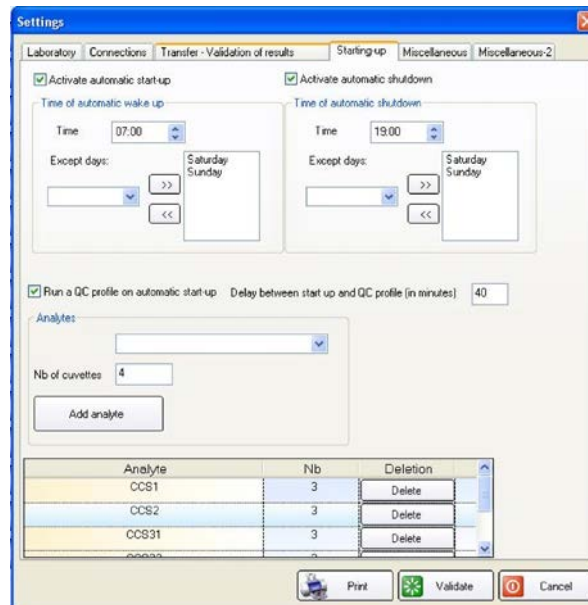 Settings
Laboratory Connections Transfer - Validation of results Starting-up Miscellaneous Miscellaneous-2
Activate automatic start-up Activate automatic shutdown
Time of automatic wake up Time of automatic shutdown
Time 07:00 Time 19:00
Except days: Saturday Except days: Saturday
Sunday Sunday
>> >>
<< <<
Run a QC profile on automatic start-up Delay between start up and QC profile (in minutes) 40
Analytes
Nb of cuvettes 4
Add analyte
Analyte Nb Deletion
CCS1 3 Delete
CCS2 3 Delete
CCS31 3 Delete
Print Validate Cancel